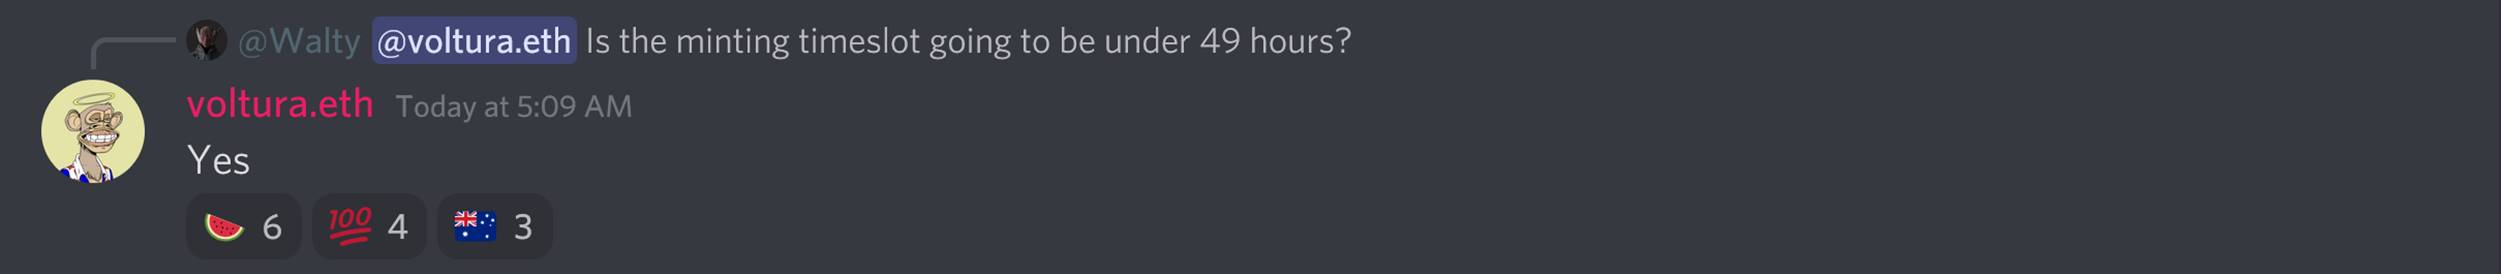 @Walty @voltura.eth Is the minting timeslot going to be under 49 hours?
voltura.eth Today at 5:09 AM
Yes
🍉 6 💯 4 🇦🇺 3